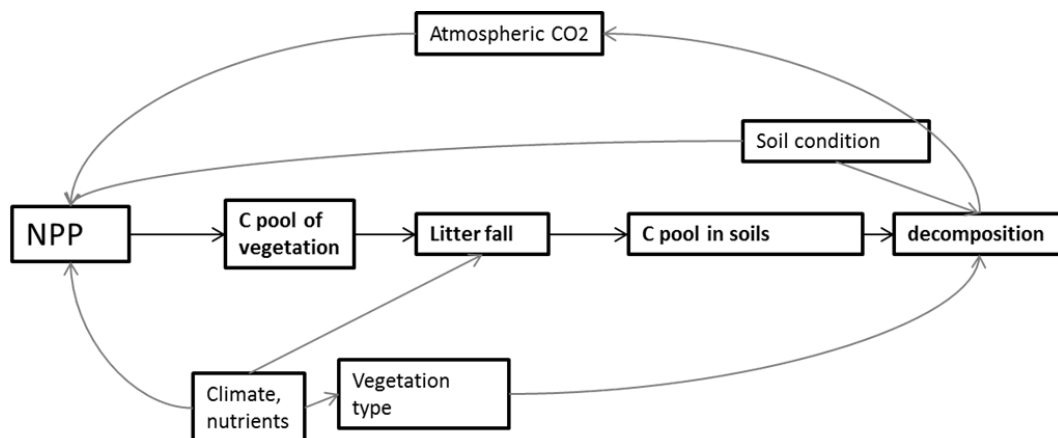 Atmospheric CO2
Soil condition
NPP
C pool of
vegetation
Litter fall
C pool in soils
decomposition
Climate,
nutrients
Vegetation
type